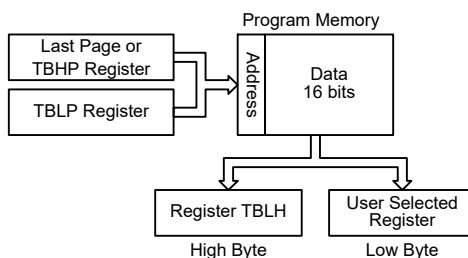 Program Memory
Last Page or
TBHP Register
TBLP Register
Address
Data
16 bits
Register TBLH
User Selected
Register
High Byte
Low Byte